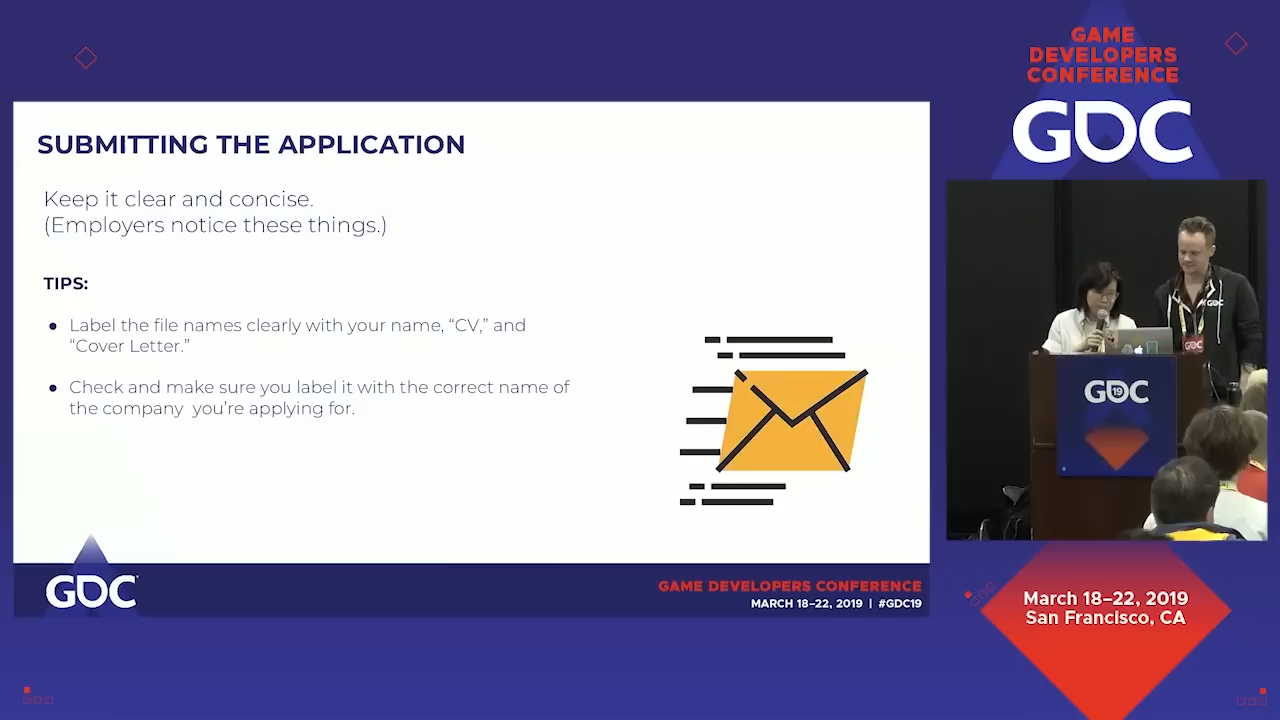 GAME
DEVELOPERS
CONFERENCE
GDC
SUBMITTING THE APPLICATION
Keep it clear and concise.
(Employers notice these things.)
TIPS:
● Label the file names clearly with your name, “CV,” and
“Cover Letter.”
● Check and make sure you label it with the correct name of
the company  you’re applying for.
GDC
GAME DEVELOPERS CONFERENCE
MARCH 18–22, 2019 | #GDC19
GDC
GDC
GDC
19
March 18–22, 2019
San Francisco, CA